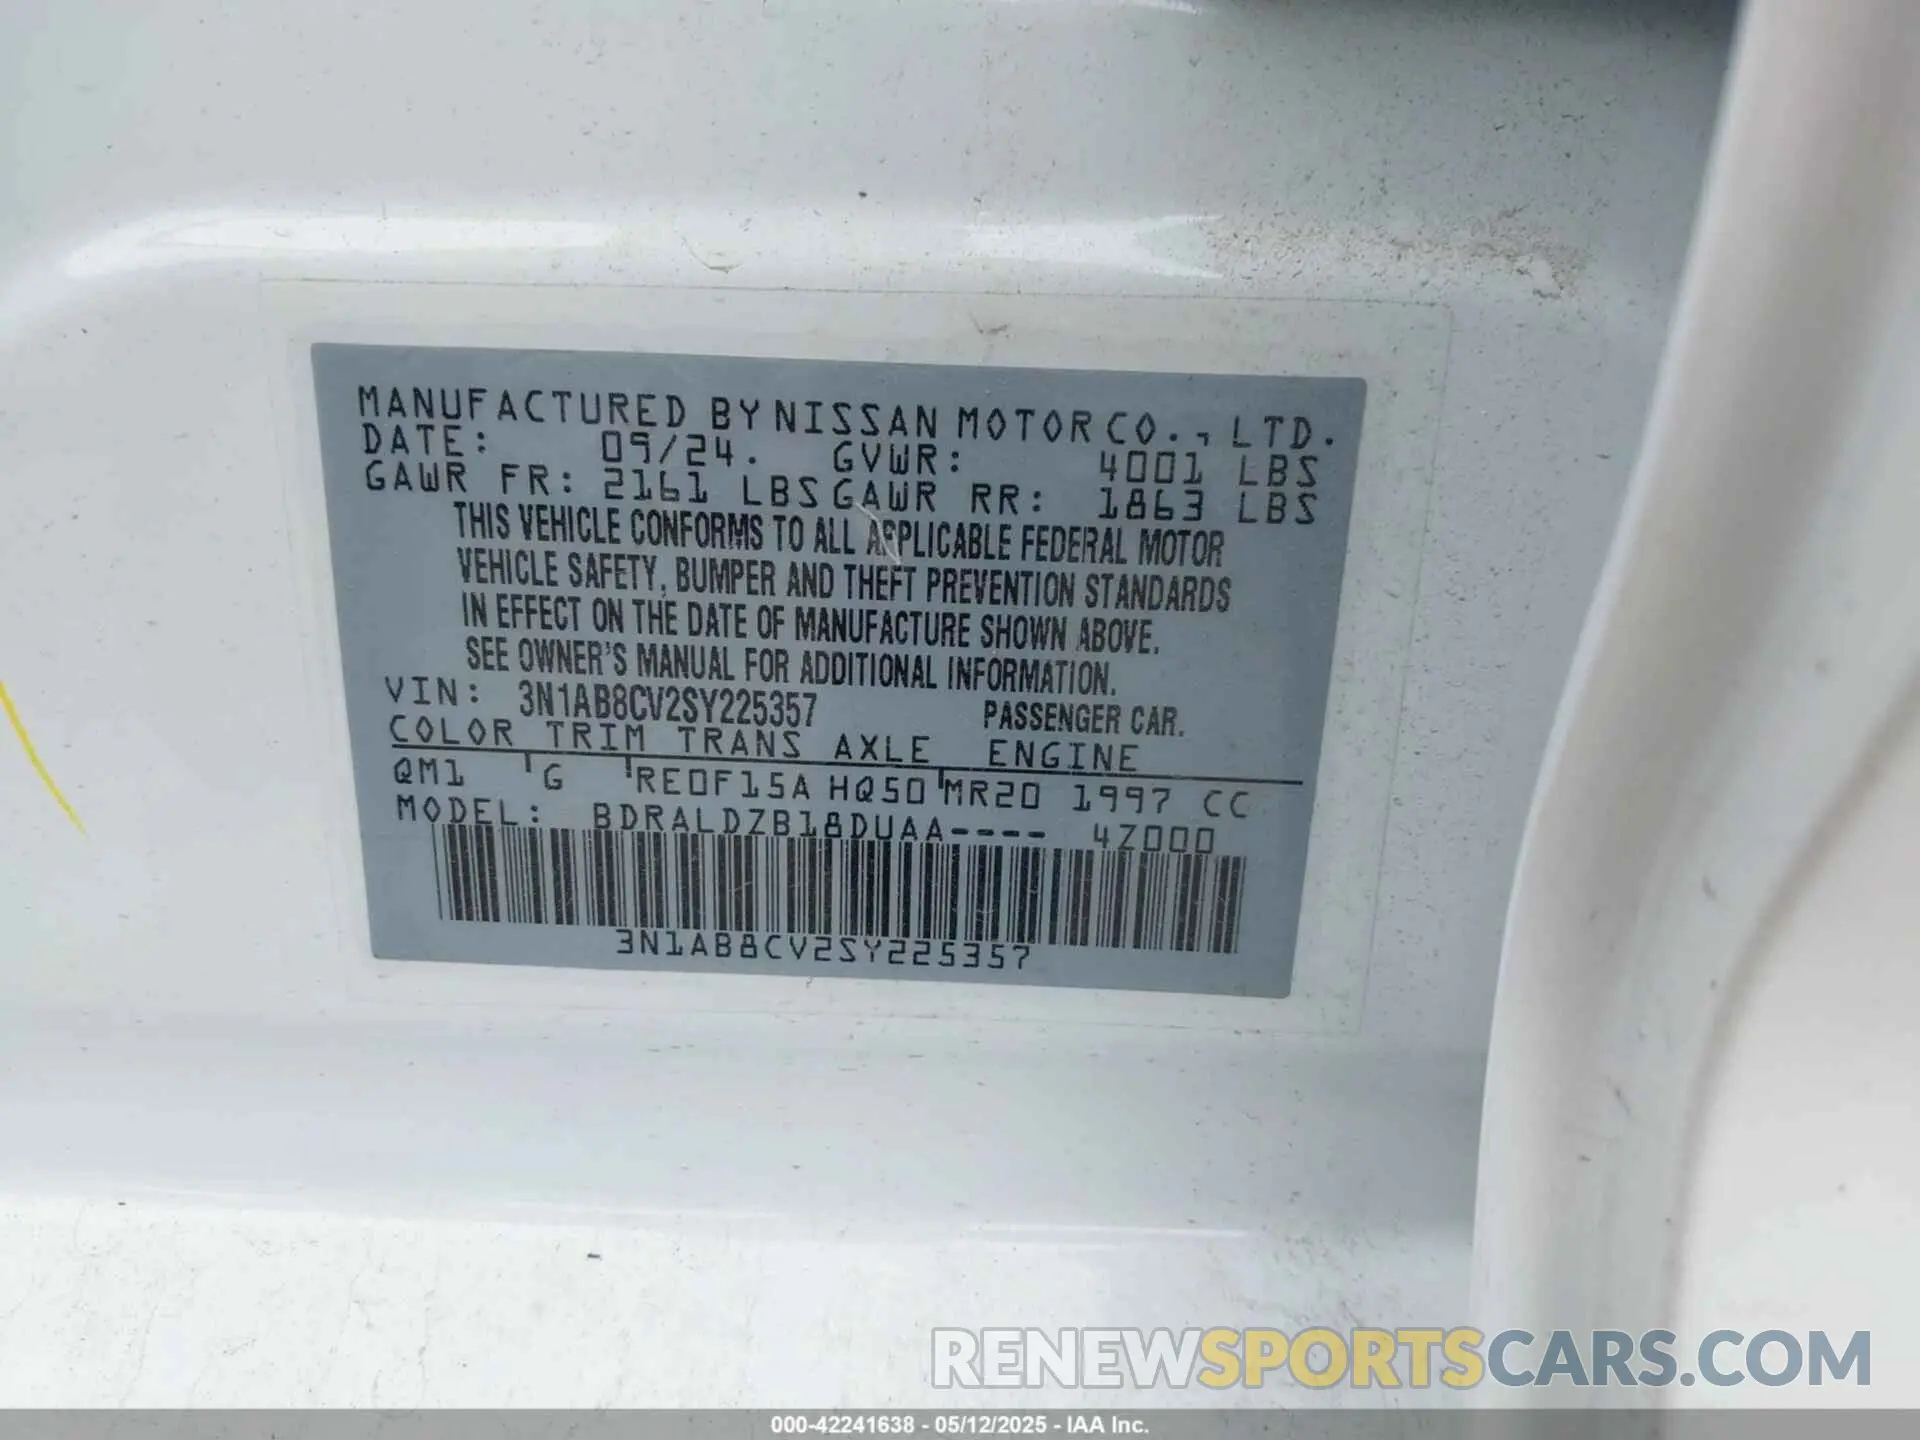 MANUFACTURED BY NISSAN MOTOR CO., LTD.
DATE: 09/24. GVWR: 4001 LBS
GAWR FR: 2161 LBS GAWR RR: 1863 LBS
THIS VEHICLE CONFORMS TO ALL APPLICABLE FEDERAL MOTOR
VEHICLE SAFETY, BUMPER AND THEFT PREVENTION STANDARDS
IN EFFECT ON THE DATE OF MANUFACTURE SHOWN ABOVE.
SEE OWNER'S MANUAL FOR ADDITIONAL INFORMATION.
VIN: 3N1AB8CV2SY225357 PASSENGER CAR.
COLOR TRIM TRANS AXLE ENGINE
QM1 G RE0F15A HQ50 MR20 1997 CC
MODEL: BDRALDZB18DUAA---- 4Z000
3N1AB8CV2SY225357
RENEWSPORTSCARS.COM
000-42241638 - 05/12/2025 - IAA Inc.